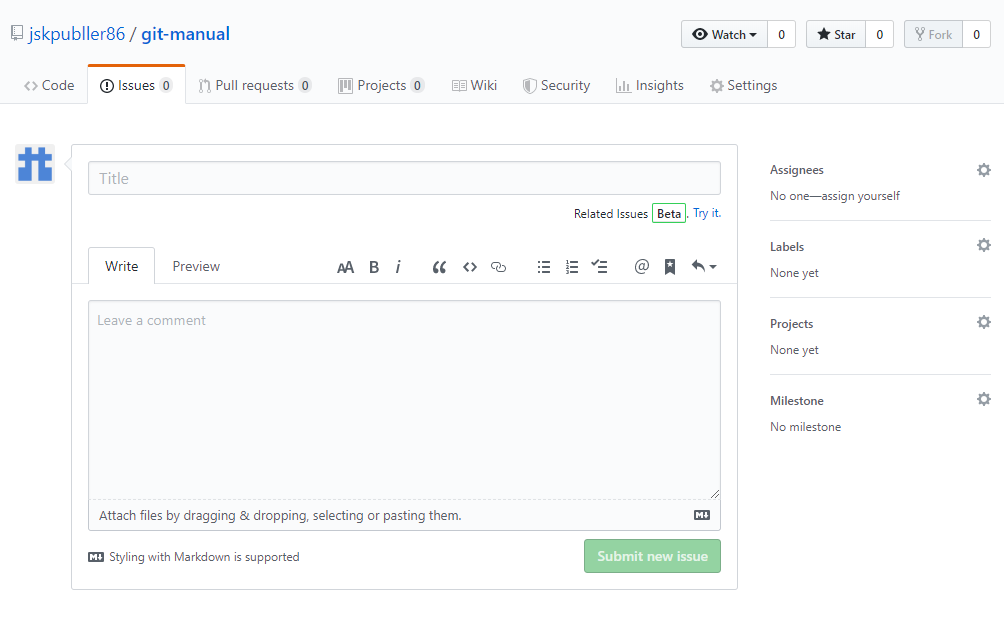 jskpubller86 / git-manual
Watch 0 Star 0 Fork 0
Code Issues 0 Pull requests 0 Projects 0 Wiki Security Insights Settings
Title
Related Issues Beta . Try it.
Write Preview AA B i
Leave a comment
Attach files by dragging & dropping, selecting or pasting them.
Styling with Markdown is supported
Submit new issue
Assignees
No one—assign yourself
Labels
None yet
Projects
None yet
Milestone
No milestone